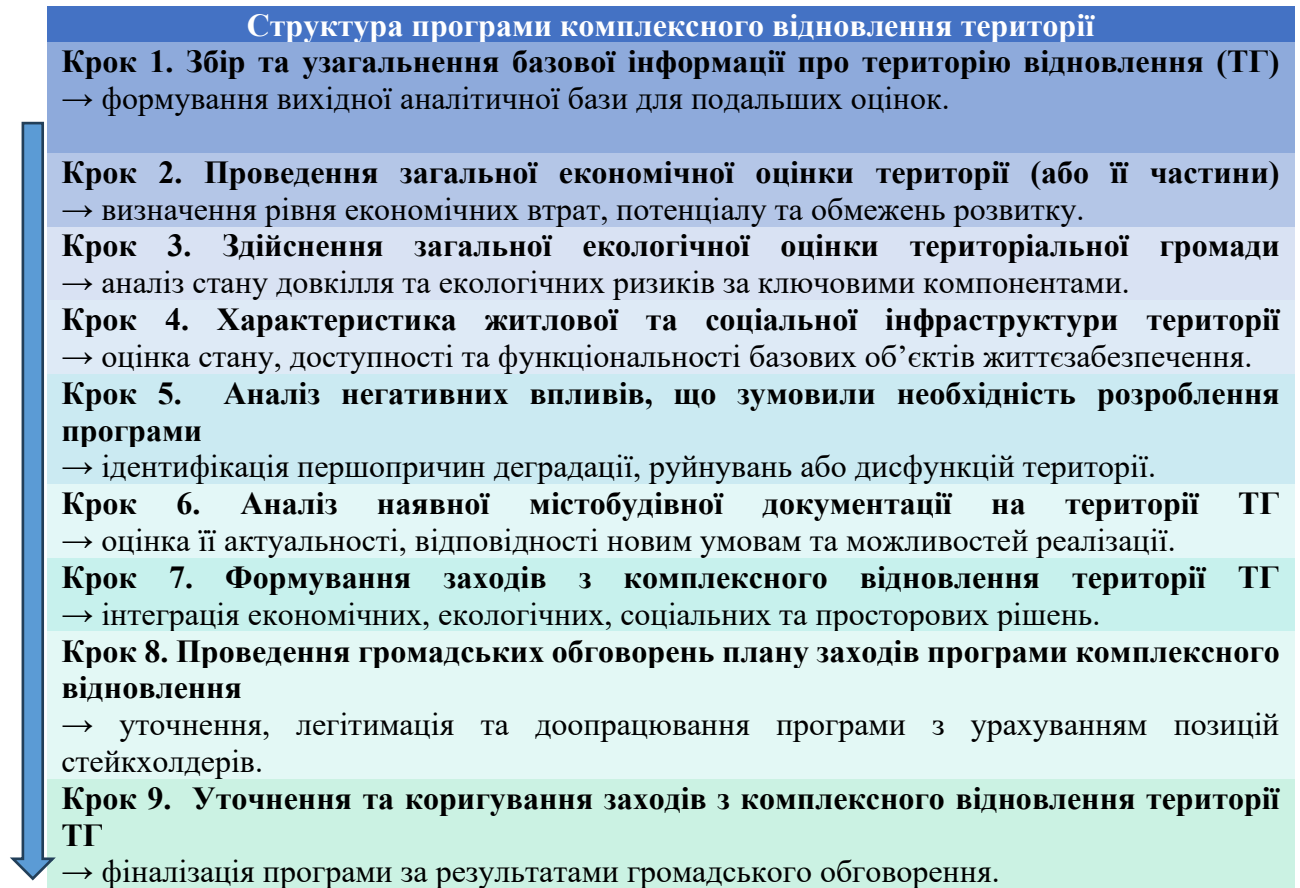 Структура програми комплексного відновлення території
Крок 1. Збір та узагальнення базової інформації про територію відновлення (ТГ)
→ формування вихідної аналітичної бази для подальших оцінок.
Крок 2. Проведення загальної економічної оцінки території (або її частини)
→ визначення рівня економічних втрат, потенціалу та обмежень розвитку.
Крок 3. Здійснення загальної екологічної оцінки територіальної громади
→ аналіз стану довкілля та екологічних ризиків за ключовими компонентами.
Крок 4. Характеристика житлової та соціальної інфраструктури території
→ оцінка стану, доступності та функціональності базових об’єктів життєзабезпечення.
Крок 5. Аналіз негативних впливів, що зумовили необхідність розроблення
програми
→ ідентифікація першопричин деградації, руйнувань або дисфункцій території.
Крок 6. Аналіз наявної містобудівної документації на території ТГ
→ оцінка її актуальності, відповідності новим умовам та можливостей реалізації.
Крок 7. Формування заходів з комплексного відновлення території ТГ
→ інтеграція економічних, екологічних, соціальних та просторових рішень.
Крок 8. Проведення громадських обговорень плану заходів програми комплексного
відновлення
→ уточнення, легітимація та доопрацювання програми з урахуванням позицій
стейкхолдерів.
Крок 9. Уточнення та коригування заходів з комплексного відновлення території
ТГ
→ фіналізація програми за результатами громадського обговорення.